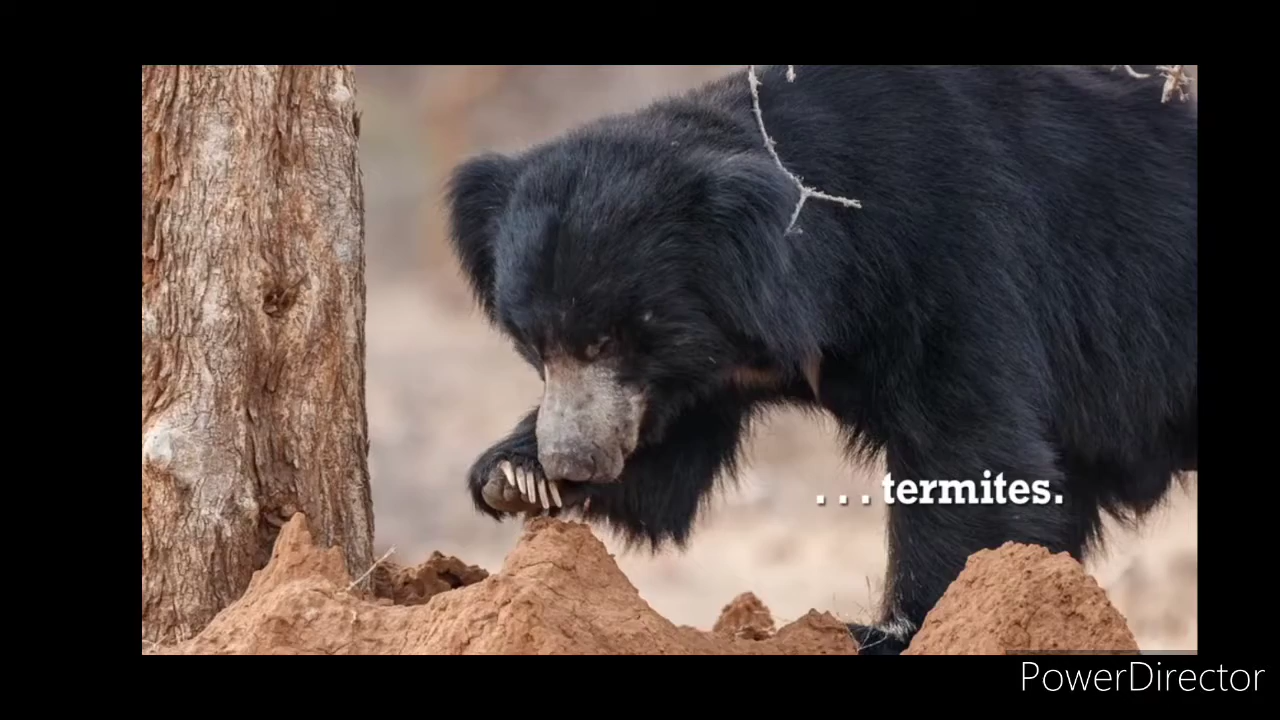 . . . termites.
PowerDirector